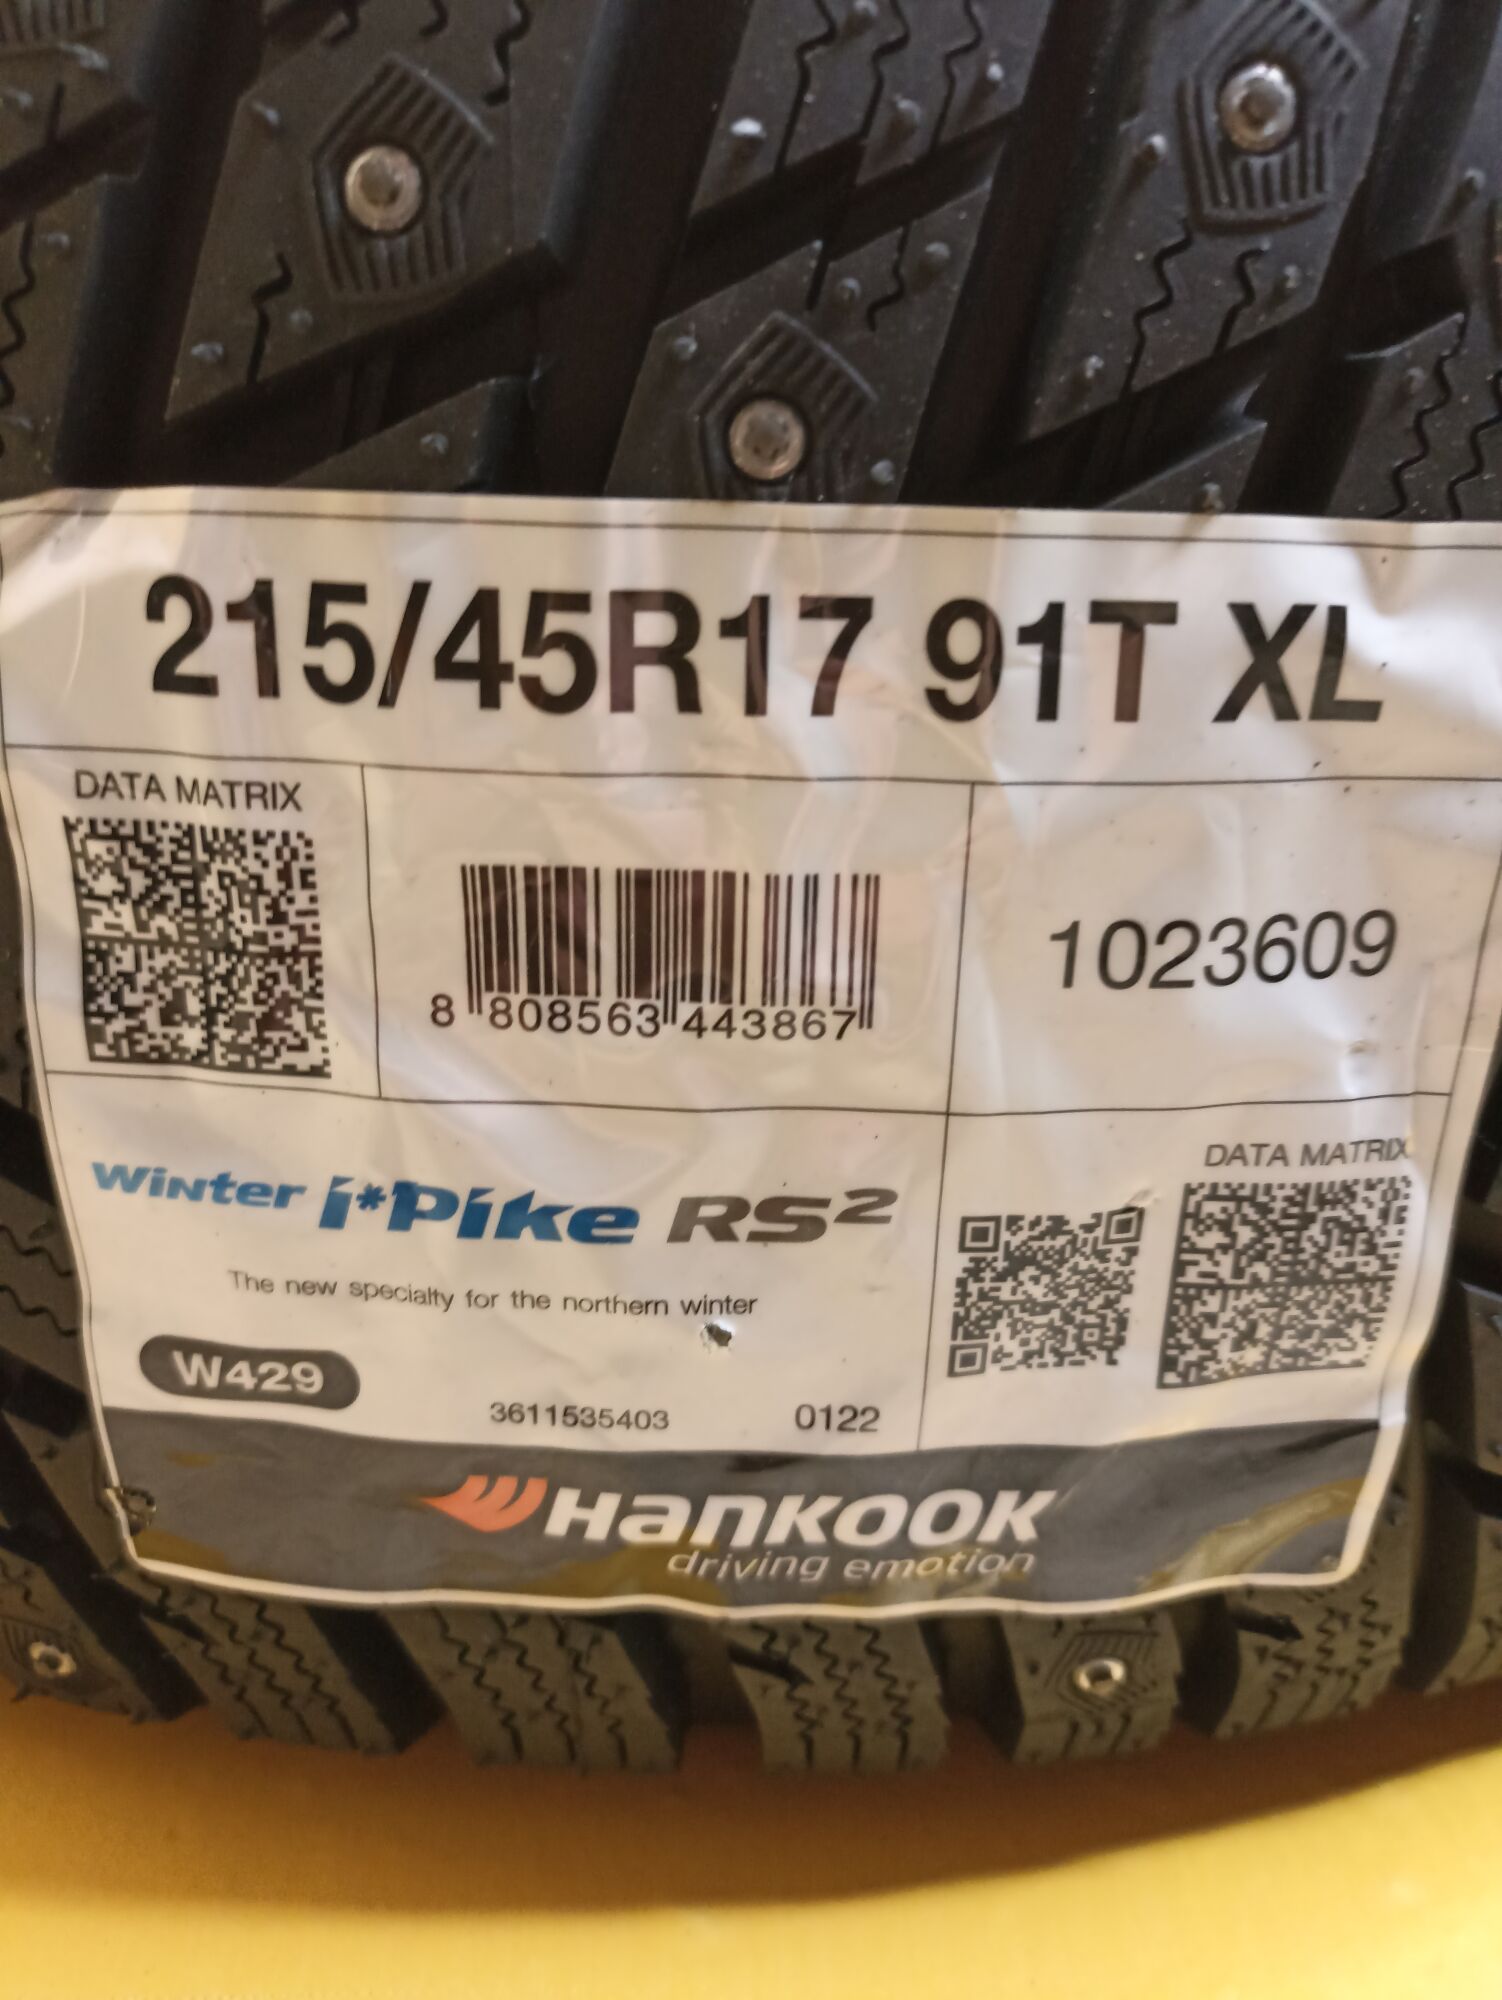 215/45R17 91T XL
DATA MATRIX
8 808563 443867
1023609
Winter i*Pike RS2
The new specialty for the northern winter
W429
3611535403 0122
DATA MATRIX
Hankook
driving emotion